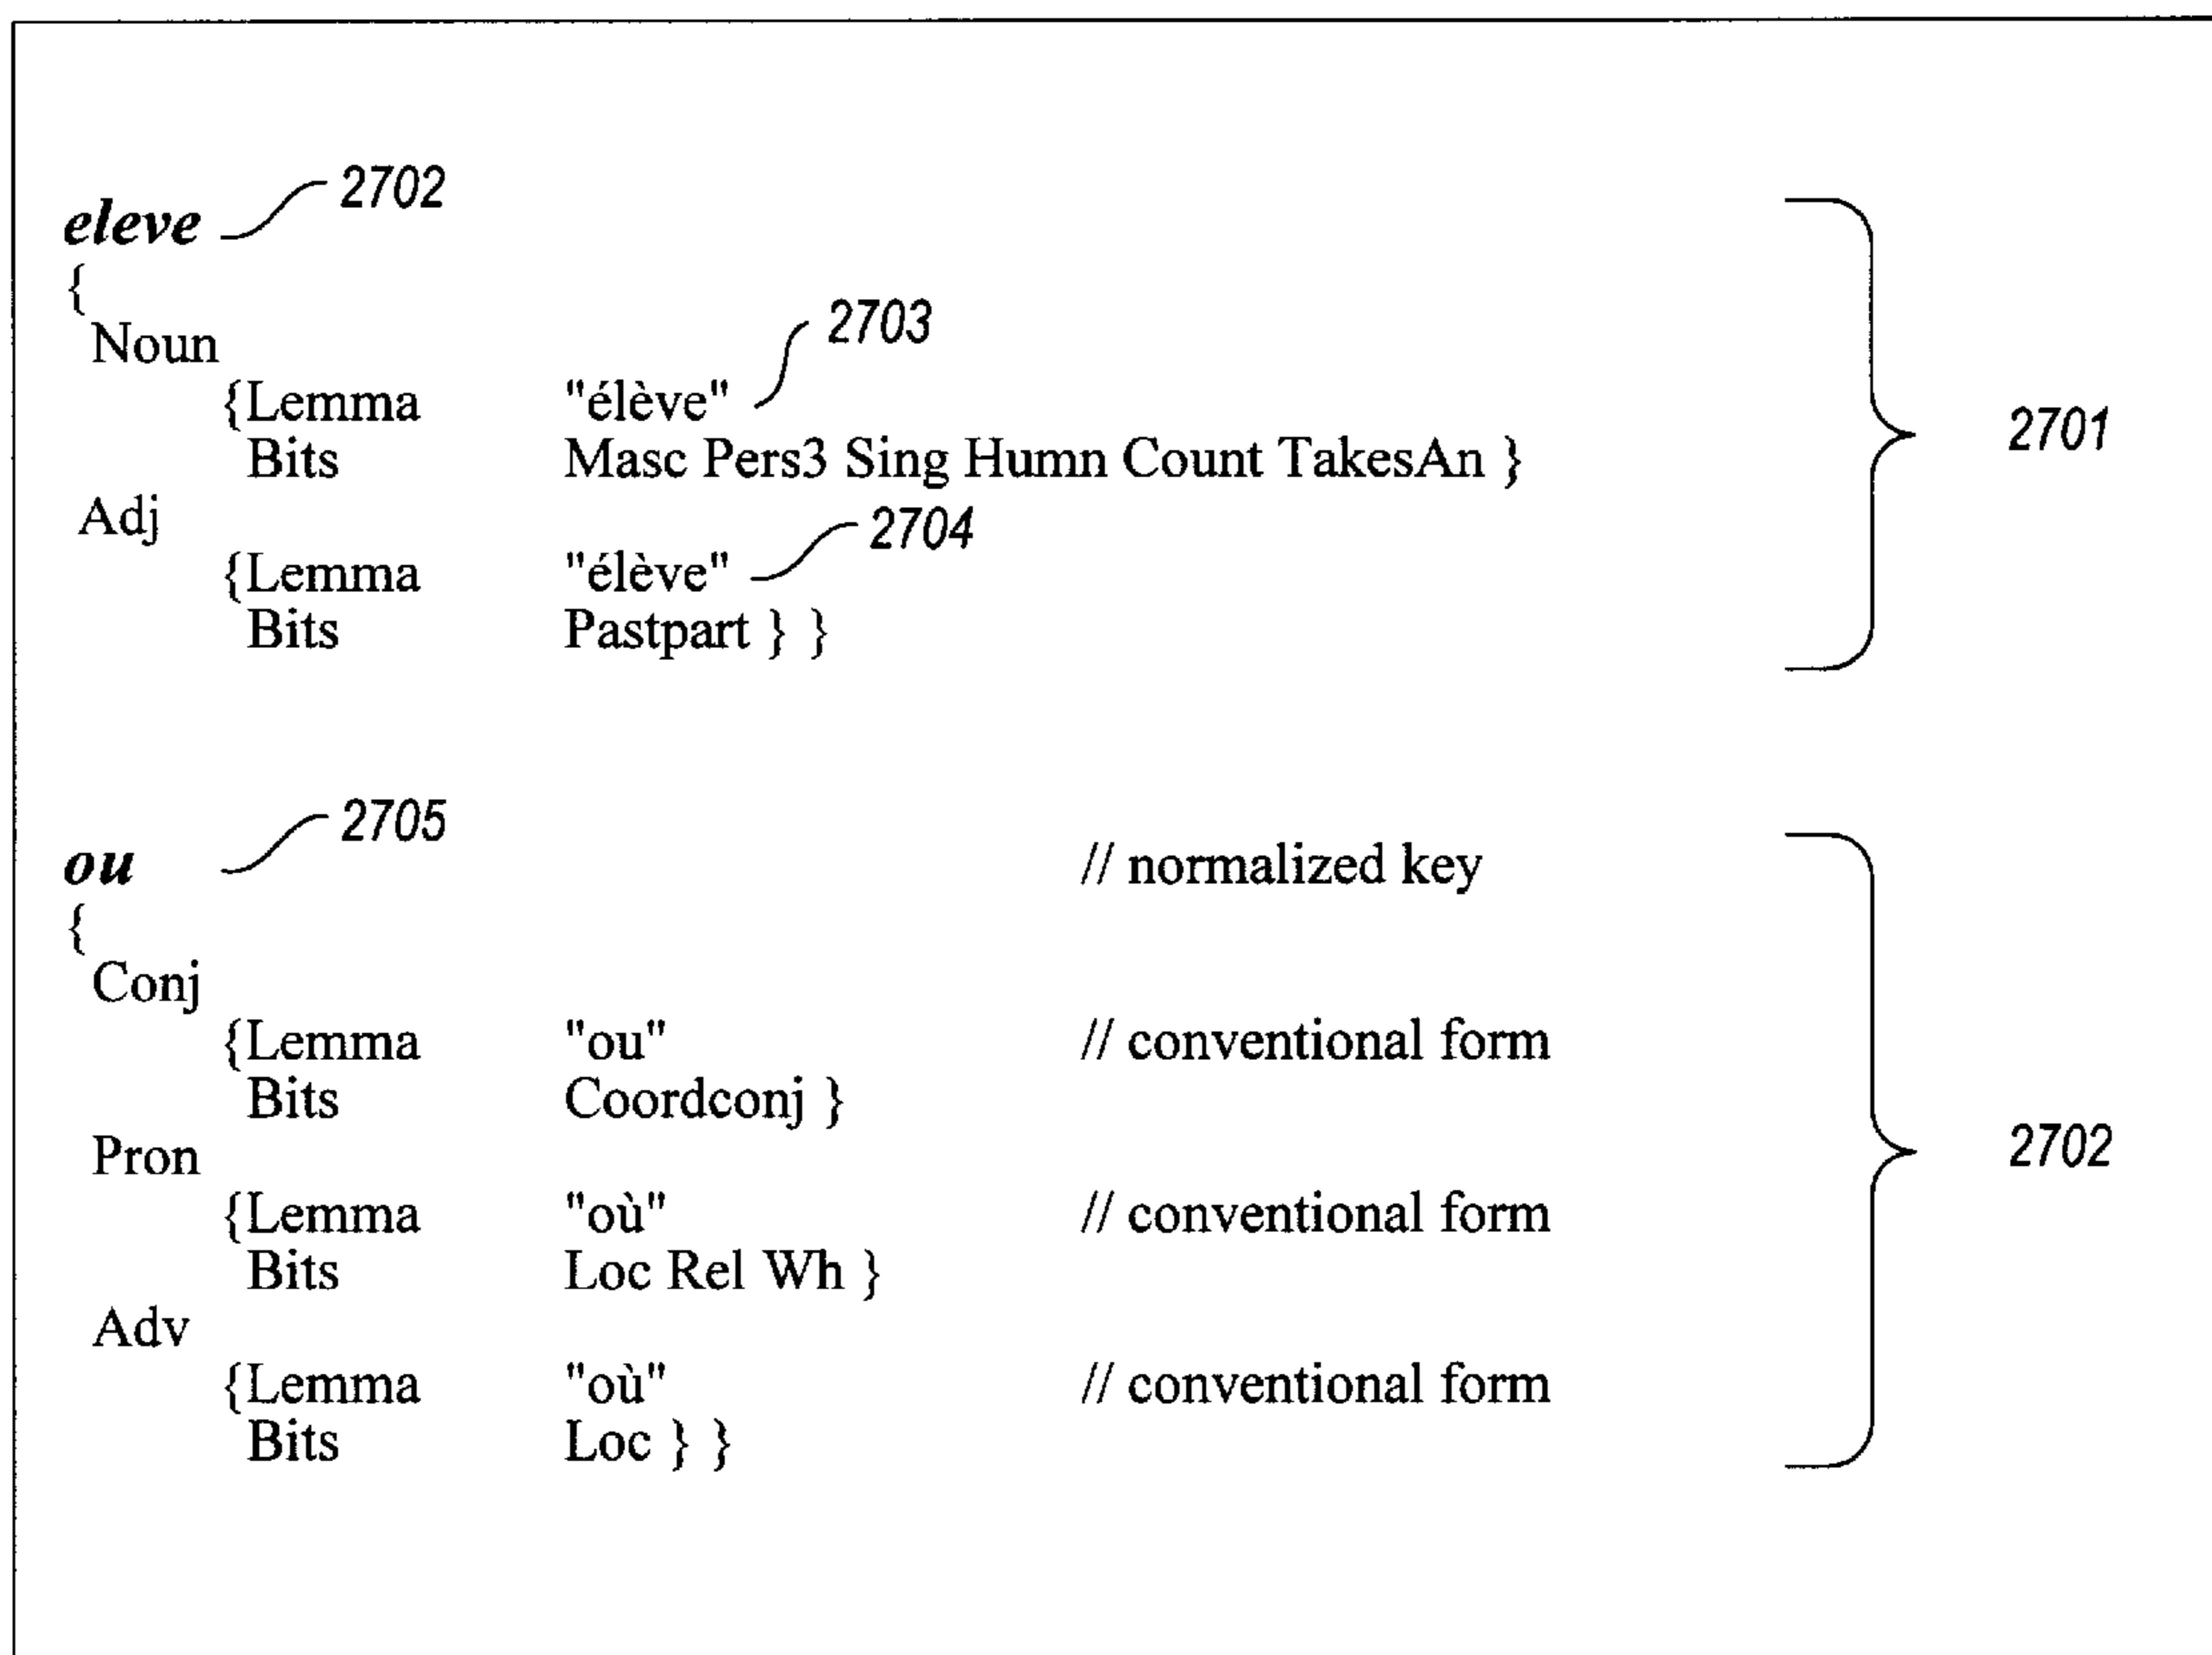 eleve 2702
{
Noun 2703
{Lemma "élève"
Bits Masc Pers3 Sing Humn Count TakesAn } 2701
Adj 2704
{Lemma "élève"
Bits Pastpart } }
ou 2705 // normalized key
{
Conj
{Lemma "ou" // conventional form
Bits Coordconj }
Pron 2702
{Lemma "où" // conventional form
Bits Loc Rel Wh }
Adv
{Lemma "où" // conventional form
Bits Loc } }